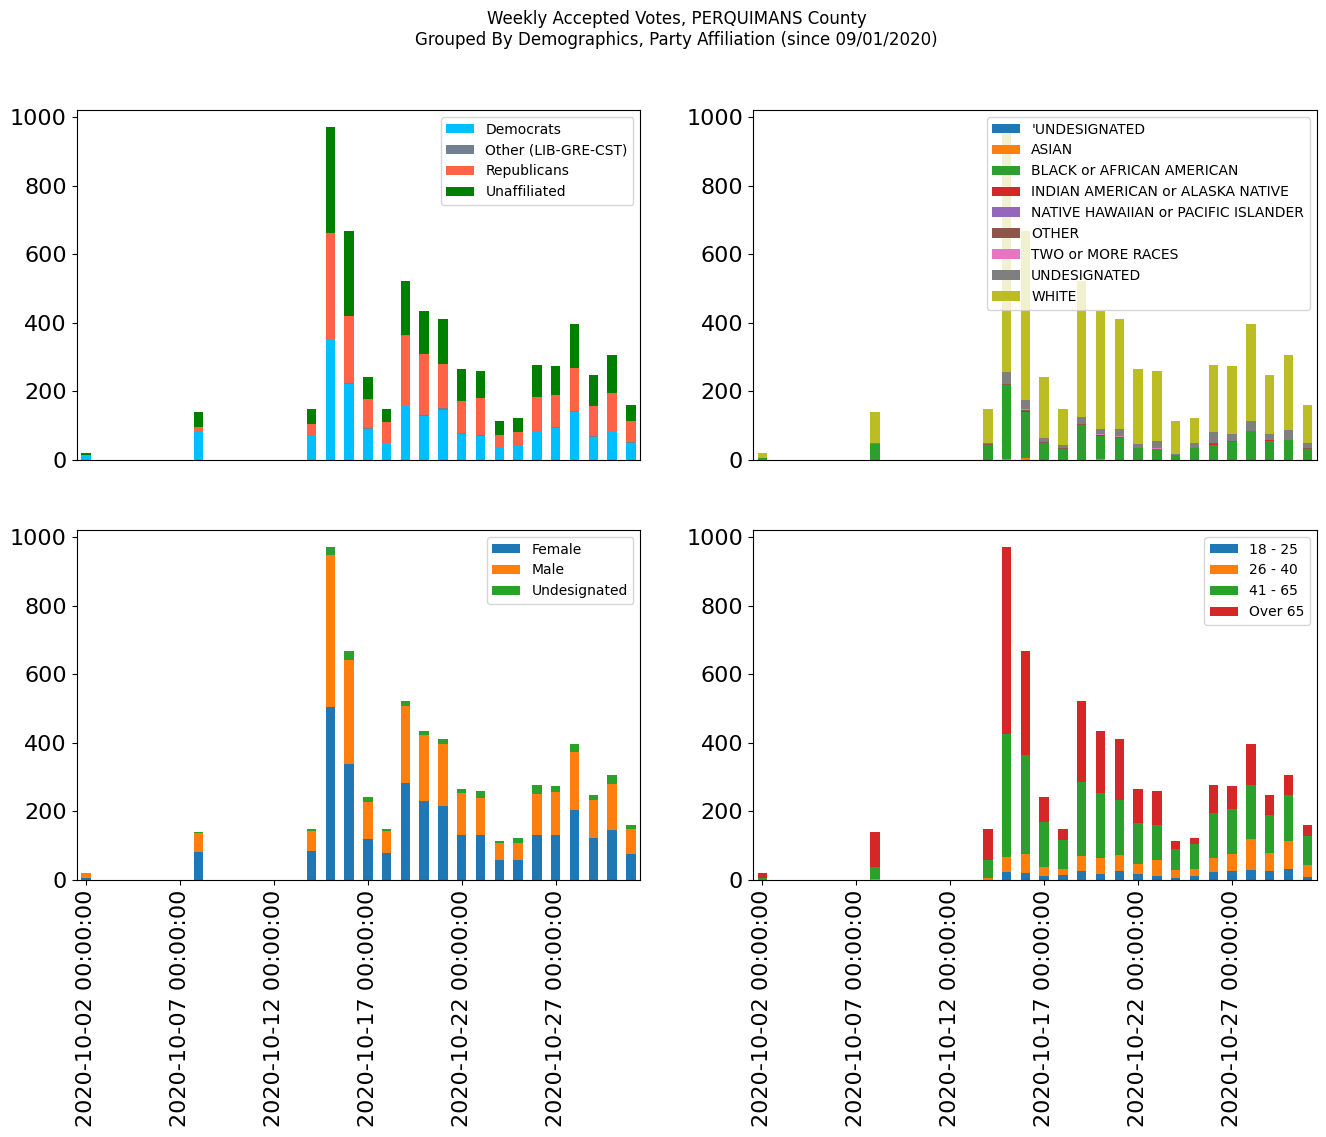 Weekly Accepted Votes, PERQUIMANS County
Grouped By Demographics, Party Affiliation (since 09/01/2020)
1000
800
600
400
200
0
Democrats
Other (LIB-GRE-CST)
Republicans
Unaffiliated
1000
800
600
400
200
0
'UNDESIGNATED
ASIAN
BLACK or AFRICAN AMERICAN
INDIAN AMERICAN or ALASKA NATIVE
NATIVE HAWAIIAN or PACIFIC ISLANDER
OTHER
TWO or MORE RACES
UNDESIGNATED
WHITE
1000
800
600
400
200
0
Female
Male
Undesignated
2020-10-02 00:00:00
2020-10-07 00:00:00
2020-10-12 00:00:00
2020-10-17 00:00:00
2020-10-22 00:00:00
2020-10-27 00:00:00
1000
800
600
400
200
0
18 - 25
26 - 40
41 - 65
Over 65
2020-10-02 00:00:00
2020-10-07 00:00:00
2020-10-12 00:00:00
2020-10-17 00:00:00
2020-10-22 00:00:00
2020-10-27 00:00:00